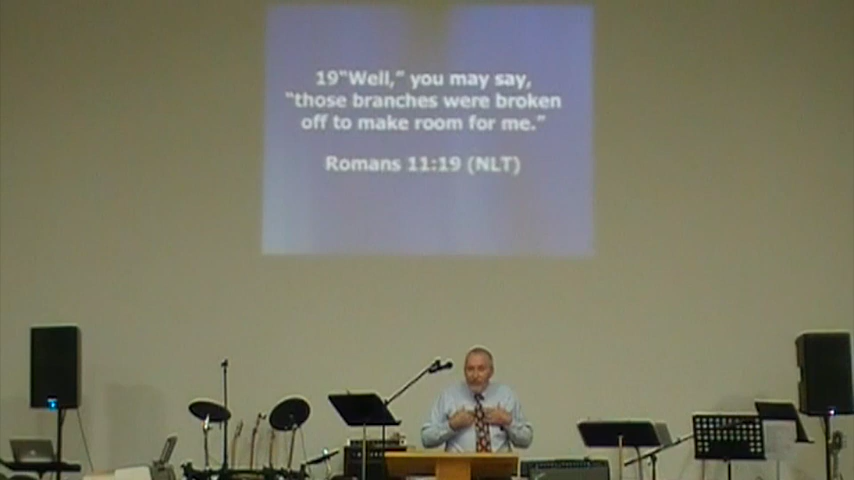 19“Well,” you may say,
“those branches were broken
off to make room for me.”
Romans 11:19 (NLT)